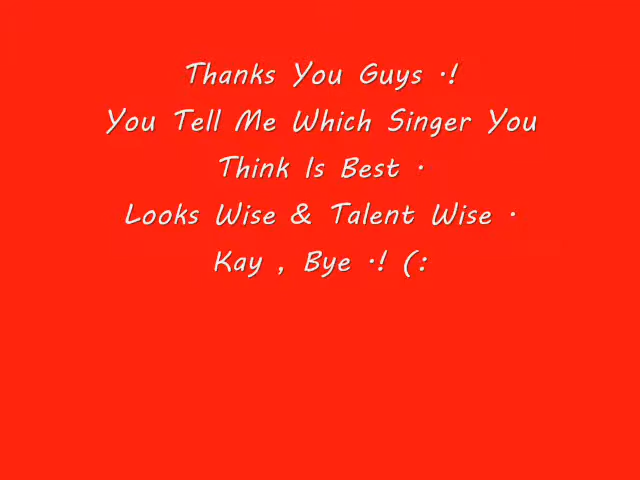 Thanks You Guys .!
You Tell Me Which Singer You
Think Is Best .
Looks Wise & Talent Wise .
Kay , Bye .! (: